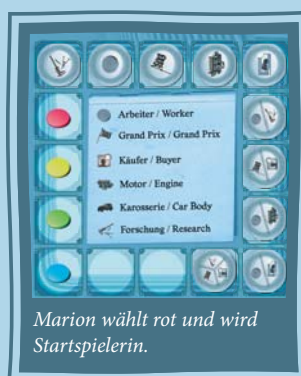 Arbeiter / Worker
Grand Prix / Grand Prix
Käufer / Buyer
Motor / Engine
Karosserie / Car Body
Forschung / Research
Marion wählt rot und wird
Startspielerin.